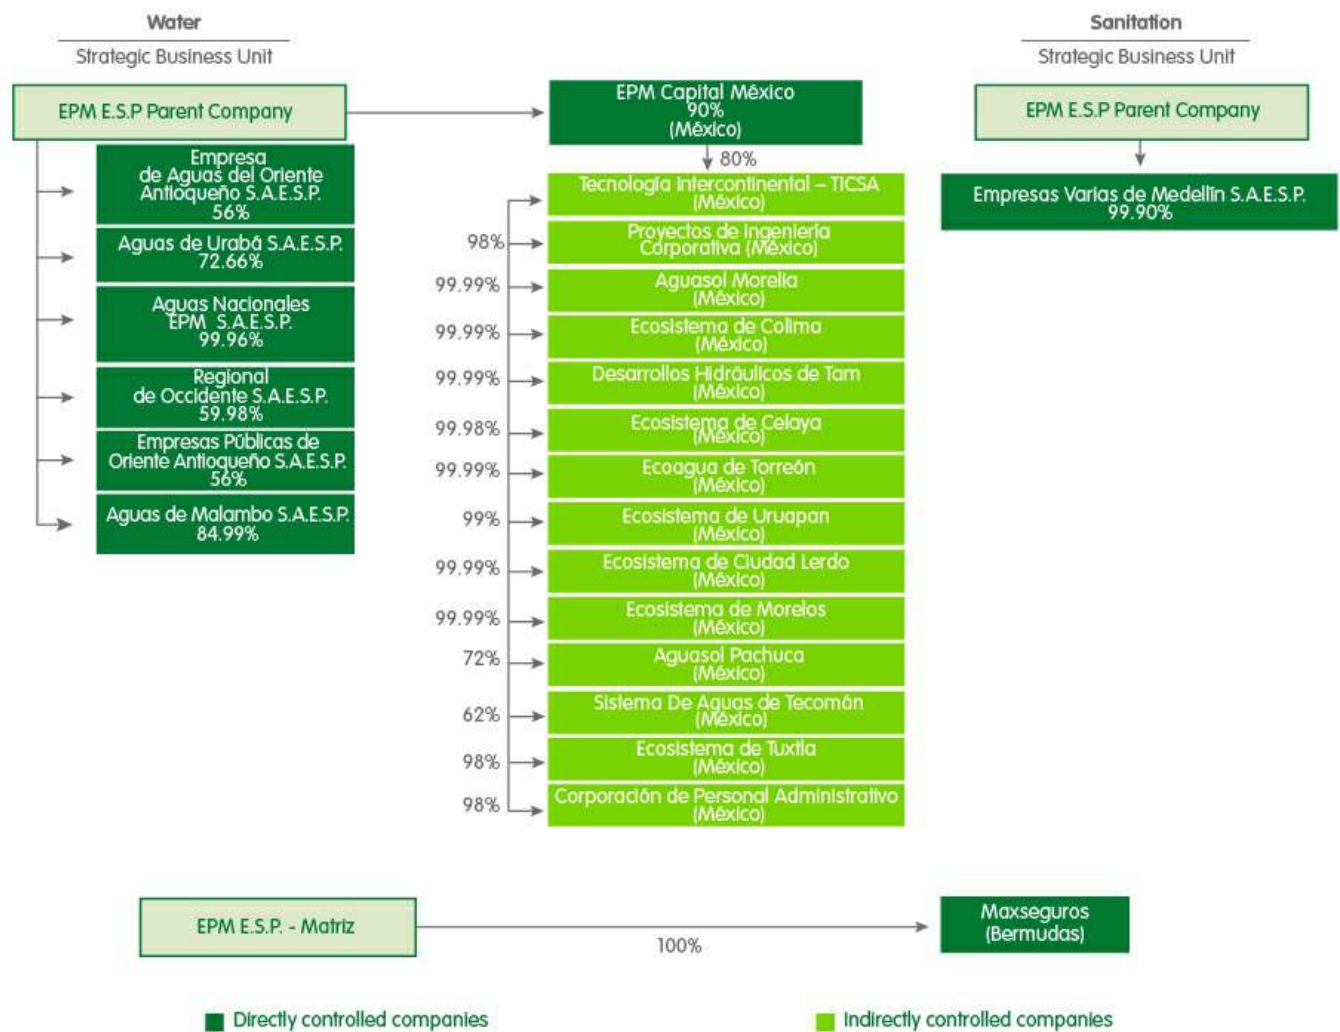 Water
Strategic Business Unit
EPM E.S.P Parent Company
Empresa
de Aguas del Oriente
Antioqueño S.A.E.S.P.
56%
Aguas de Urabá S.A.E.S.P.
72.66%
Aguas Nacionales
EPM S.A.E.S.P.
99.96%
Regional
de Occidente S.A.E.S.P.
59.98%
Empresas Públicas de
Oriente Antioqueño S.A.E.S.P.
56%
Aguas de Malambo S.A.E.S.P.
84.99%
EPM Capital México
90%
(México)
80%
Tecnología Intercontinental – TICSA
(México)
98%
Proyectos de Ingeniería
Corporativa (México)
99.99%
Aguasol Morelia
(México)
99.99%
Ecosistema de Colima
(México)
99.99%
Desarrollos Hidráulicos de Tam
(México)
99.98%
Ecosistema de Celaya
(México)
99.99%
Ecoagua de Torreón
(México)
99%
Ecosistema de Uruapan
(México)
99.99%
Ecosistema de Ciudad Lerdo
(México)
99.99%
Ecosistema de Morelos
(México)
72%
Aguasol Pachuca
(México)
62%
Sistema De Aguas de Tecomán
(México)
98%
Ecosistema de Tuxtla
(México)
98%
Corporación de Personal Administrativo
(México)
Sanitation
Strategic Business Unit
EPM E.S.P Parent Company
Empresas Varias de Medellín S.A.E.S.P.
99.90%
EPM E.S.P. - Matriz
100%
Maxseguros
(Bermudas)
Directly controlled companies
Indirectly controlled companies